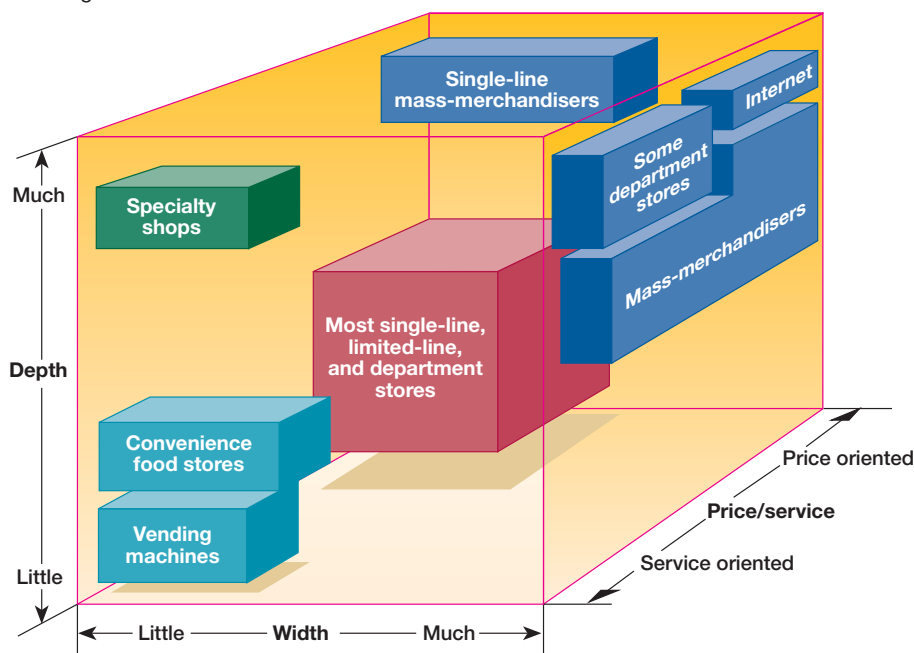 Single-line
mass-merchandisers
Internet
Some
department
stores
Much
Specialty
shops
Mass-merchandisers
Most single-line,
limited-line,
and department
stores
Depth
Convenience
food stores
Price oriented
Price/service
Vending
machines
Service oriented
Little
Little
Width
Much